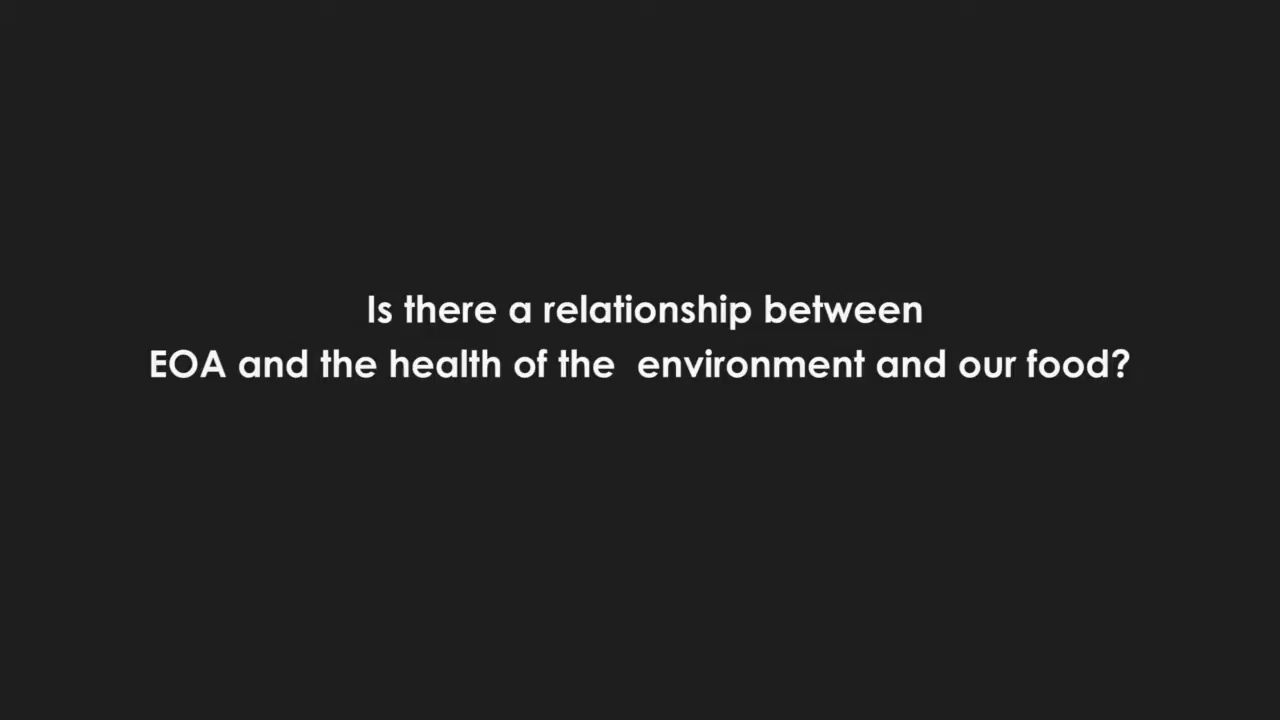 Is there a relationship between
EOA and the health of the  environment and our food?